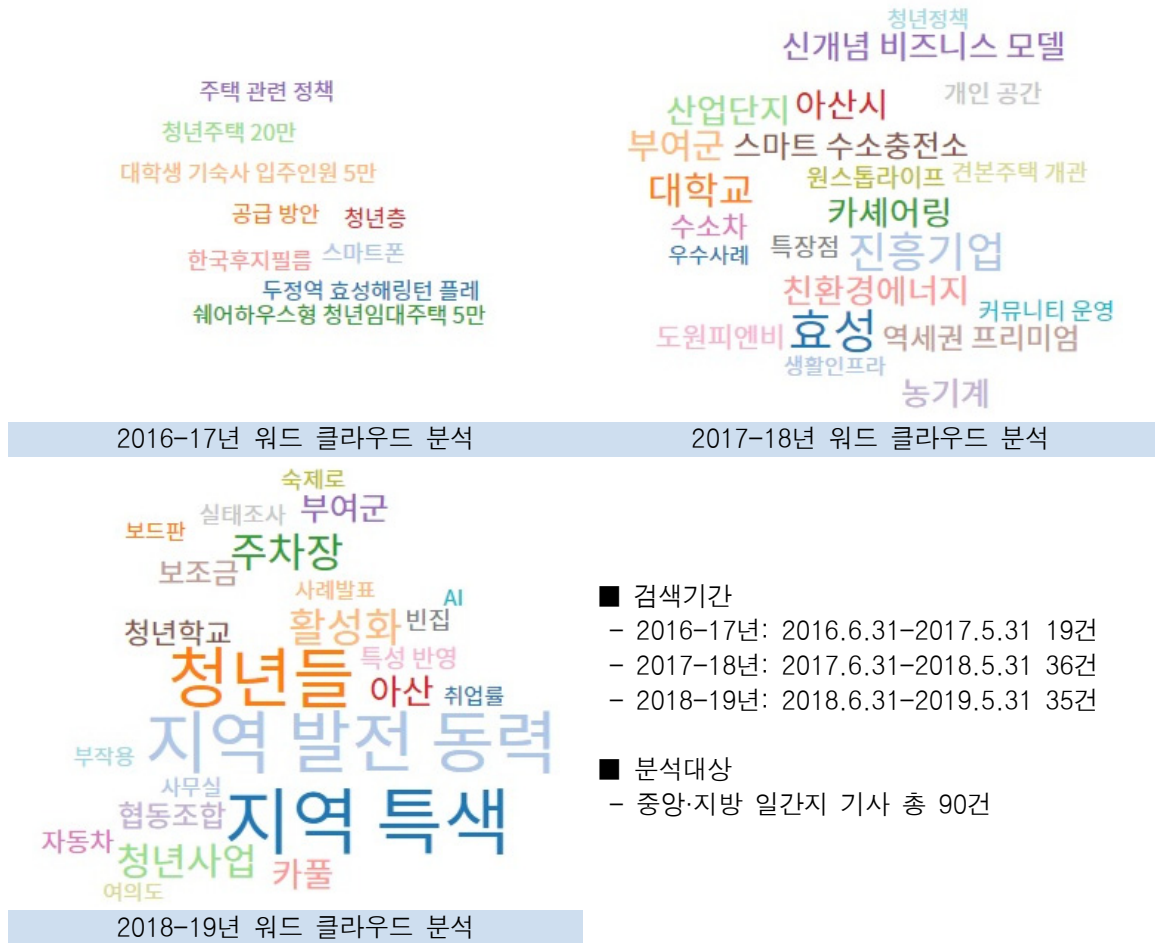 주택 관련 정책
청년주택 20만
대학생 기숙사 입주인원 5만
공급 방안 청년층
한국후지필름 스마트폰
두정역 효성해링턴 플레
쉐어하우스형 청년임대주택 5만
2016-17년 워드 클라우드 분석
청년정책
신개념 비즈니스 모델
개인 공간
산업단지 아산시
부여군 스마트 수소충전소
대학교 원스톱라이프 견본주택 개관
수소차 카셰어링
우수사례 특장점 진흥기업
친환경에너지
커뮤니티 운영
도원피엔비 효성 역세권 프리미엄
생활인프라
농기계
2017-18년 워드 클라우드 분석
숙제로
실태조사 부여군
보드판
주차장
보조금
사례발표 AI
청년학교 활성화 빈집
청년들 특성 반영
아산 취업률
지역 발전 동력
부작용
사무실
협동조합 지역 특색
자동차
청년사업 카풀
여의도
2018-19년 워드 클라우드 분석
■ 검색기간
- 2016-17년: 2016.6.31-2017.5.31 19건
- 2017-18년: 2017.6.31-2018.5.31 36건
- 2018-19년: 2018.6.31-2019.5.31 35건
■ 분석대상
- 중앙·지방 일간지 기사 총 90건